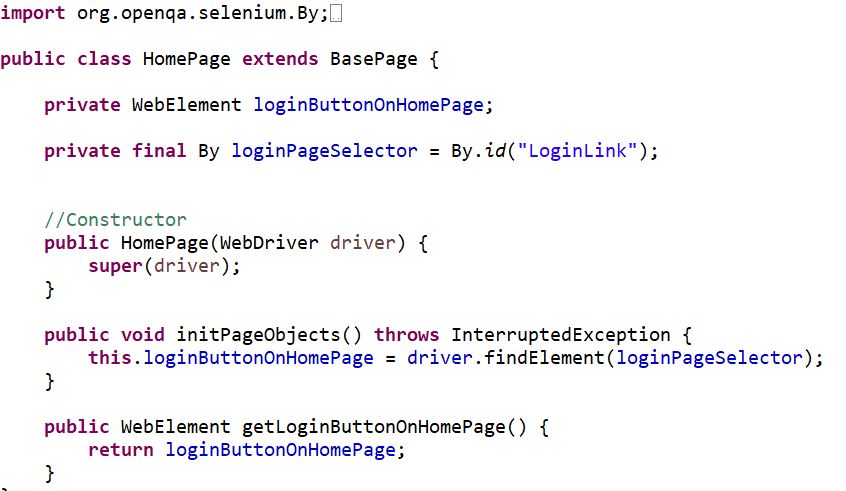 import org.openqa.selenium.By;
public class HomePage extends BasePage {
private WebElement loginButtonOnHomePage;
private final By loginPageSelector = By.id("LoginLink");
//Constructor
public HomePage(WebDriver driver) {
super(driver);
}
public void initPageObjects() throws InterruptedException {
this.loginButtonOnHomePage = driver.findElement(loginPageSelector);
}
public WebElement getLoginButtonOnHomePage() {
return loginButtonOnHomePage;
}